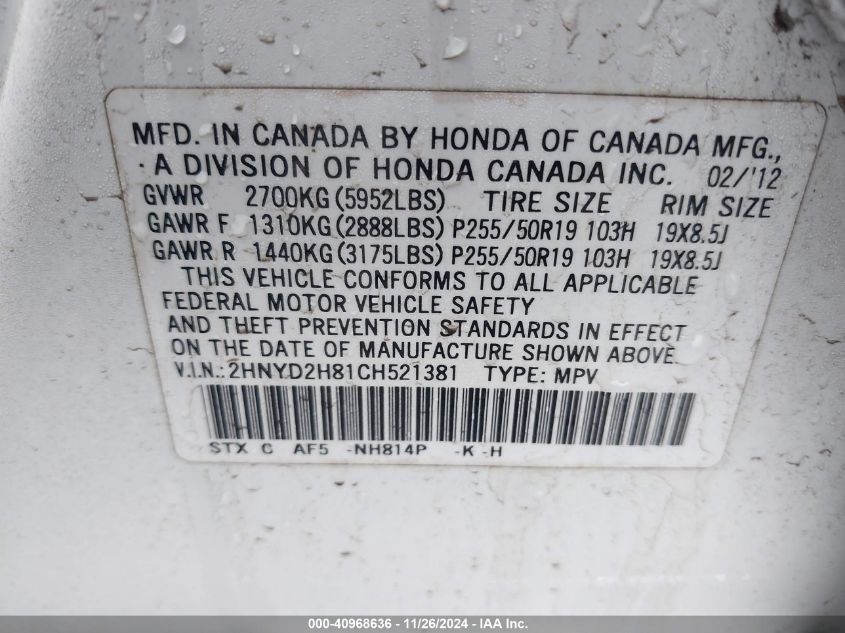 MFD. IN CANADA BY HONDA OF CANADA MFG.,
A DIVISION OF HONDA CANADA INC. 02/'12
GVWR 2700KG (5952LBS) TIRE SIZE RIM SIZE
GAWR F 1310KG (2888LBS) P255/50R19 103H 19X8.5J
GAWR R 1440KG (3175LBS) P255/50R19 103H 19X8.5J
THIS VEHICLE CONFORMS TO ALL APPLICABLE
FEDERAL MOTOR VEHICLE SAFETY
AND THEFT PREVENTION STANDARDS IN EFFECT
ON THE DATE OF MANUFACTURE SHOWN ABOVE.
V.I.N.: 2HNYD2H81CH521381 TYPE: MPV
STX C AF5 -NH814P -K -H
000-40968636 - 11/26/2024 - IAA Inc.